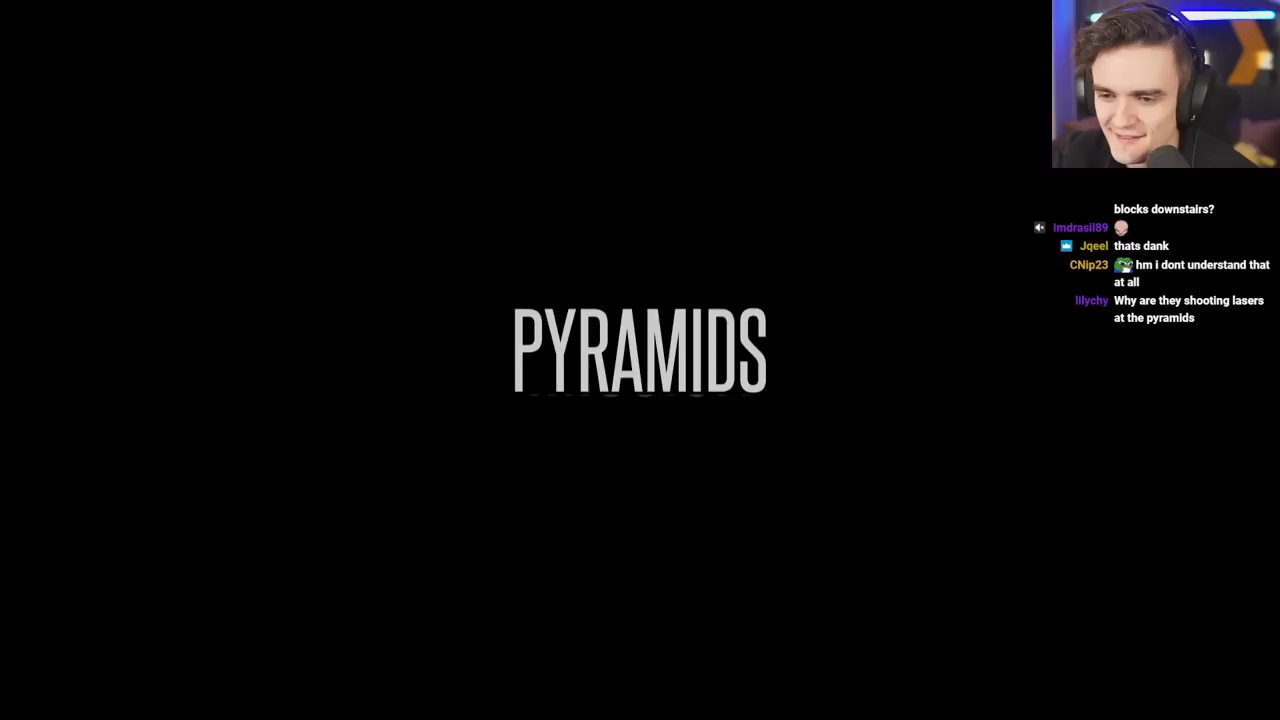 PYRAMIDS
blocks downstairs?
Imdrasil89
Jqeel thats dank
CNip23 hm i dont understand that
at all
lilychy Why are they shooting lasers
at the pyramids